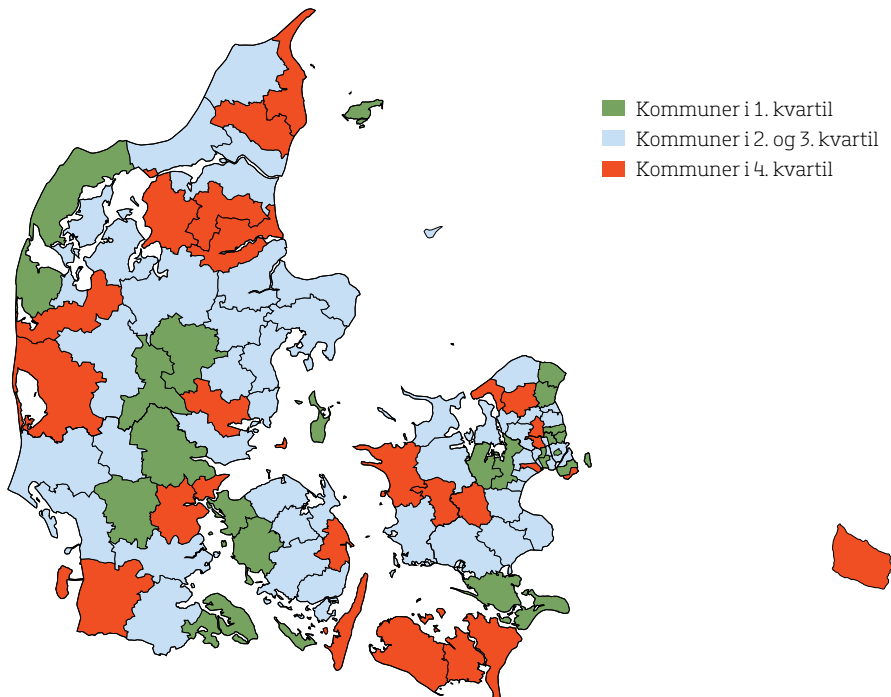 Kommuner i 1. kvartil
Kommuner i 2. og 3. kvartil
Kommuner i 4. kvartil